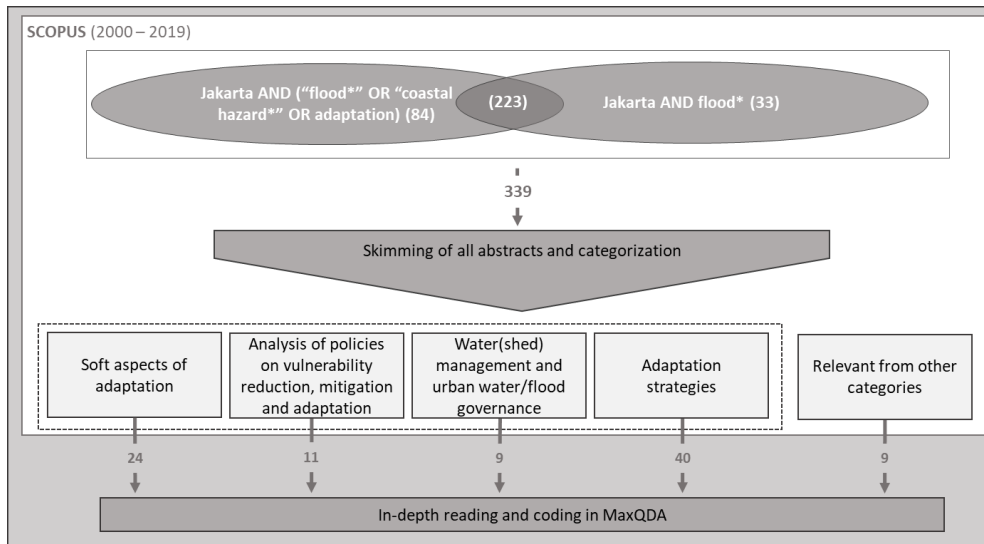 SCOPUS (2000 – 2019)
Jakarta AND (“flood*” OR “coastal
hazard*” OR adaptation) (84)
(223)
Jakarta AND flood* (33)
339
Skimming of all abstracts and categorization
Soft aspects of
adaptation
Analysis of policies
on vulnerability
reduction, mitigation
and adaptation
Water(shed)
management and
urban water/flood
governance
Adaptation
strategies
Relevant from other
categories
24
11
9
40
9
In-depth reading and coding in MaxQDA